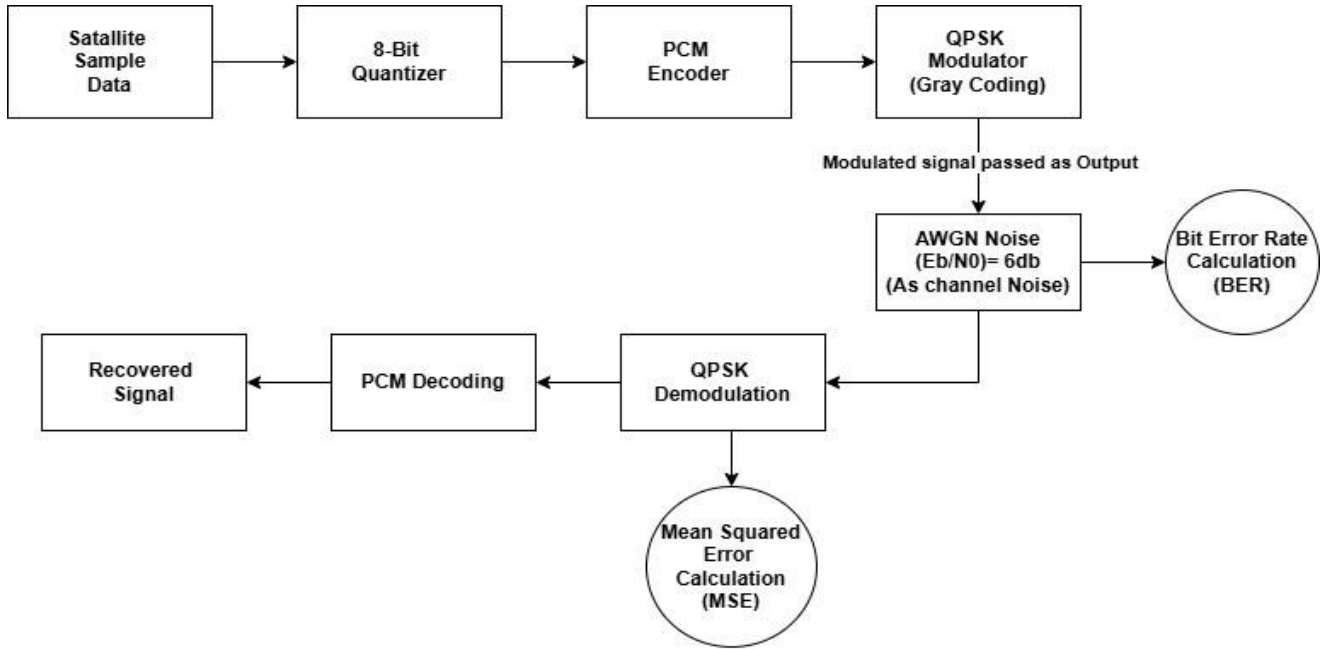 Satallite
Sample
Data
8-Bit
Quantizer
PCM
Encoder
QPSK
Modulator
(Gray Coding)
Modulated signal passed as Output
AWGN Noise
(Eb/N0)= 6db
(As channel Noise)
Bit Error Rate
Calculation
(BER)
Recovered
Signal
PCM Decoding
QPSK
Demodulation
Mean Squared
Error
Calculation
(MSE)